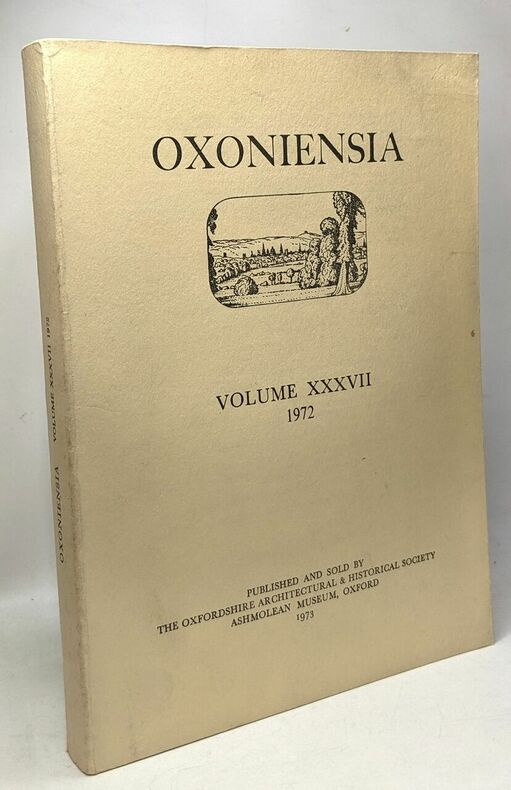 OXONIENSIA
VOLUME XXXVII
1972
PUBLISHED AND SOLD BY
THE OXFORDSHIRE ARCHITECTURAL & HISTORICAL SOCIETY
ASHMOLEAN MUSEUM, OXFORD
1973
OXONIENSIA VOLUME XXXVII 1972